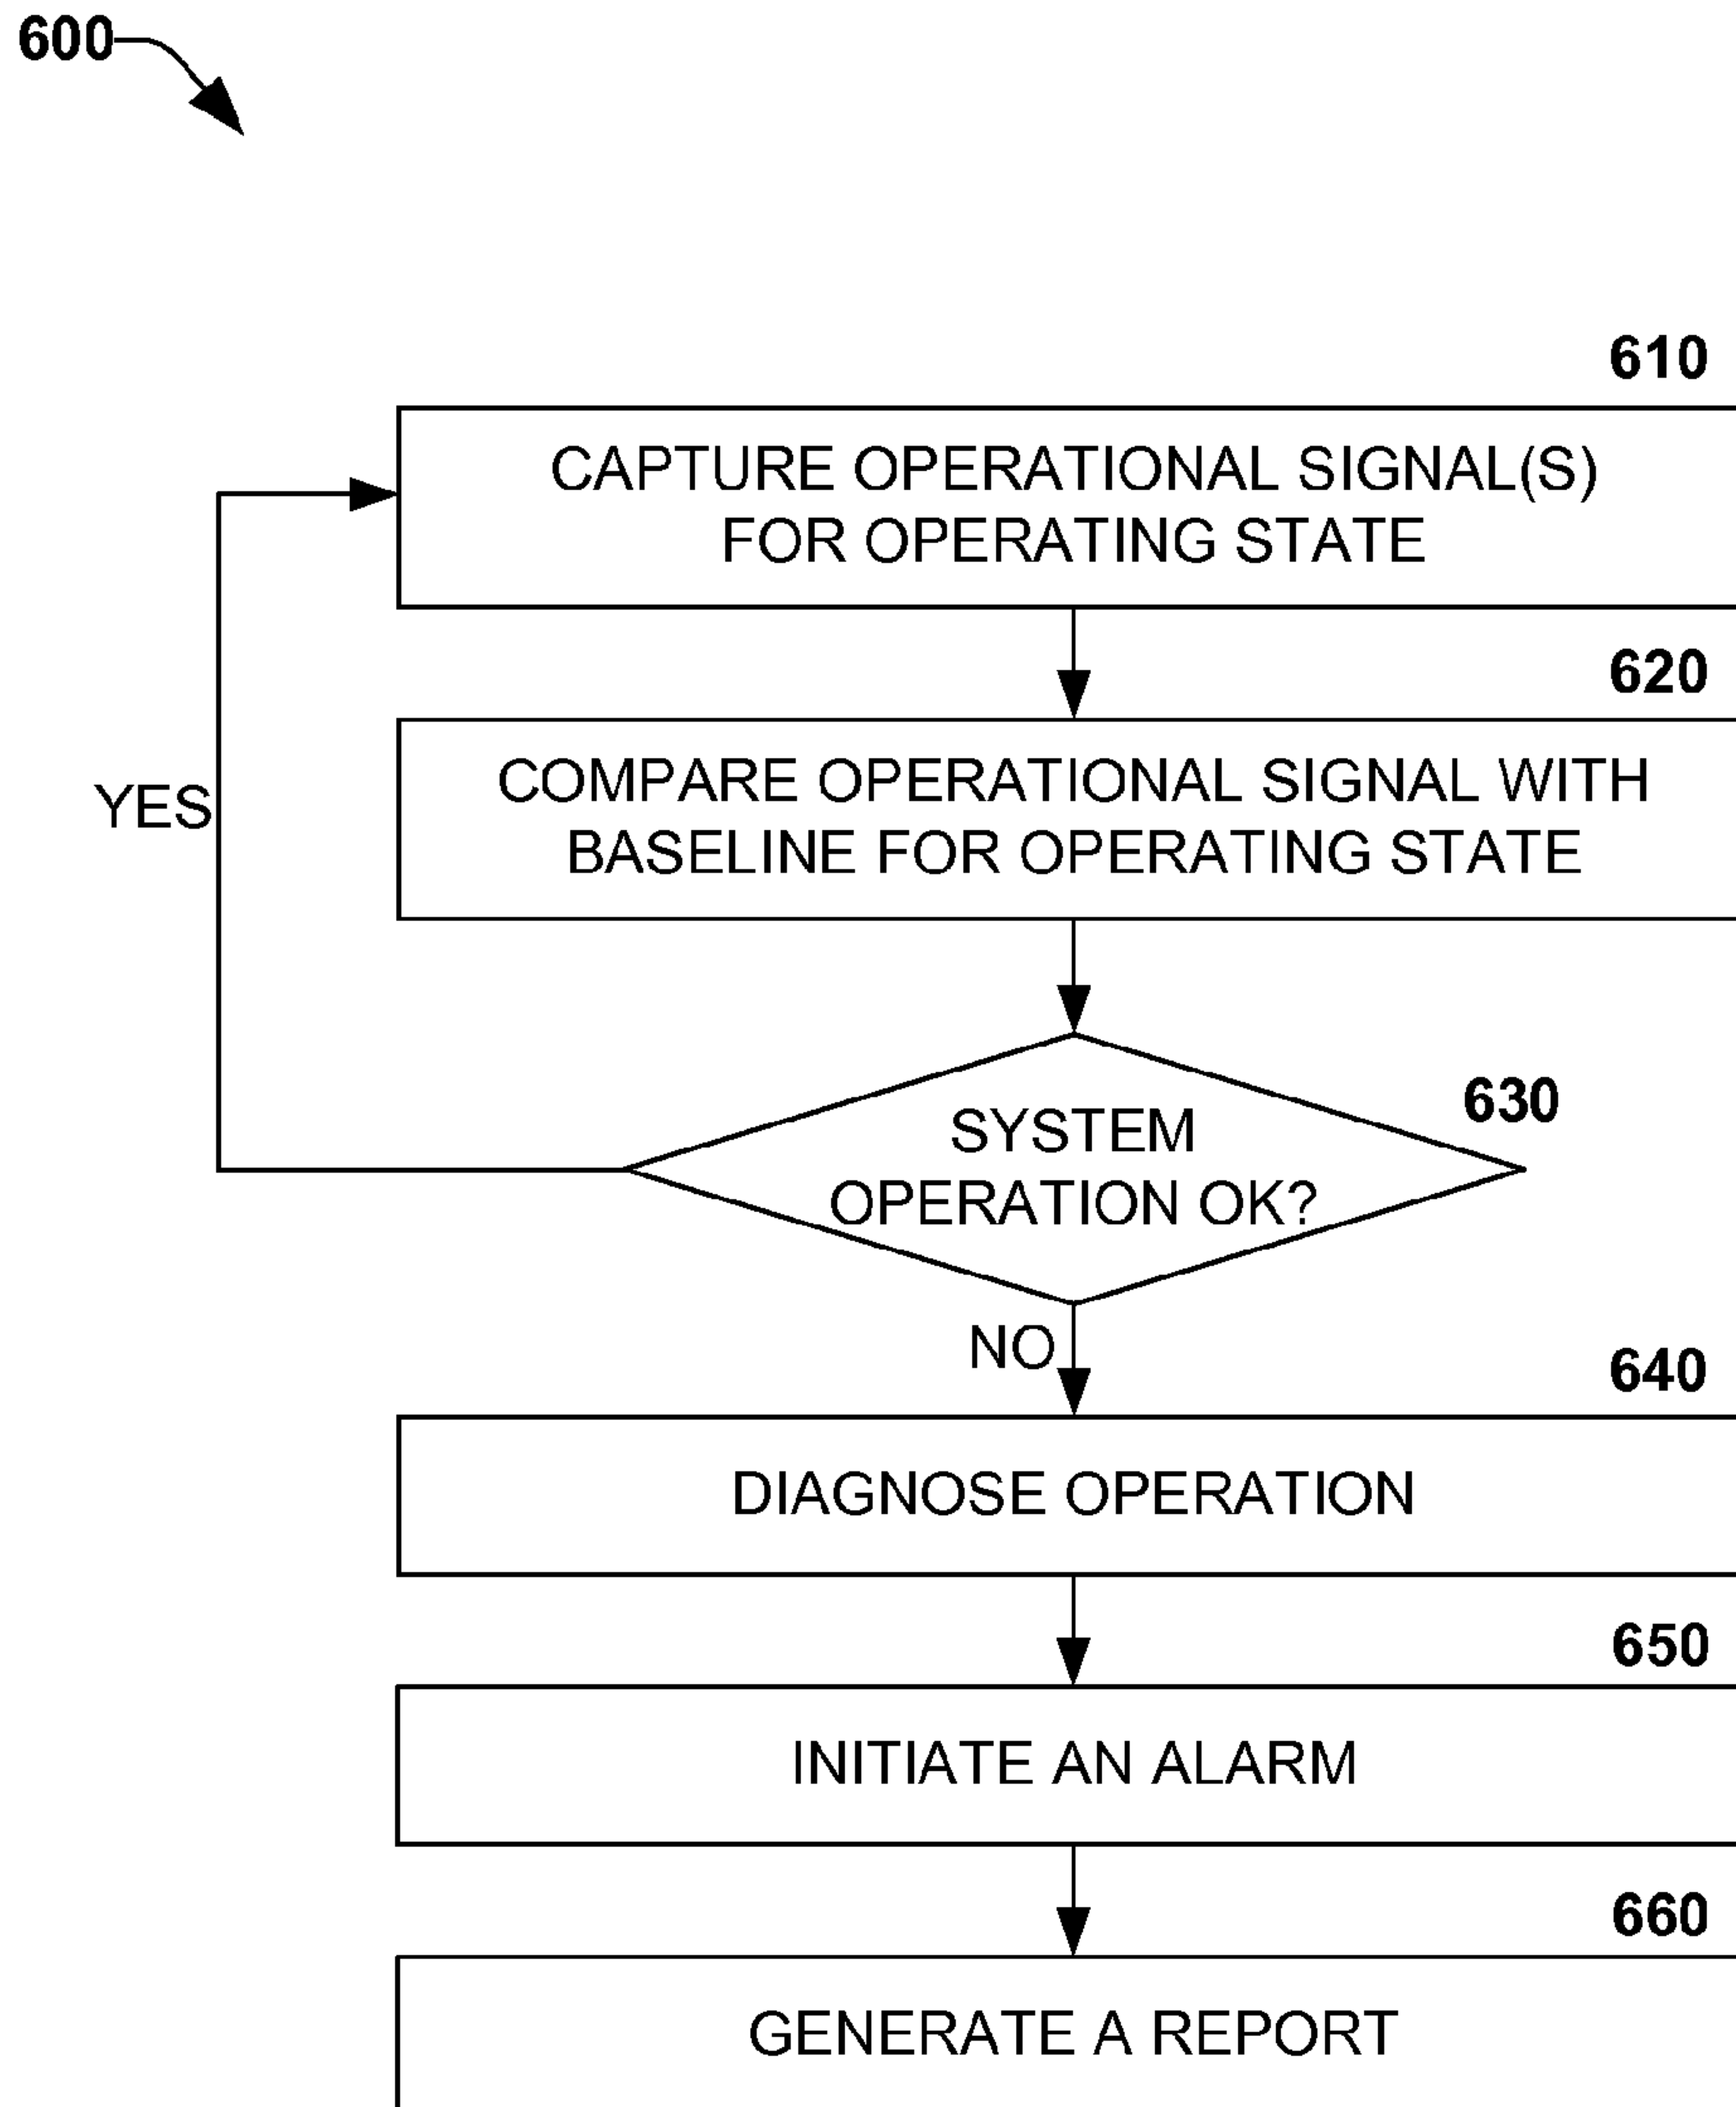 600
610
CAPTURE OPERATIONAL SIGNAL(S)
FOR OPERATING STATE
620
COMPARE OPERATIONAL SIGNAL WITH
BASELINE FOR OPERATING STATE
YES
630
SYSTEM
OPERATION OK?
NO
640
DIAGNOSE OPERATION
650
INITIATE AN ALARM
660
GENERATE A REPORT